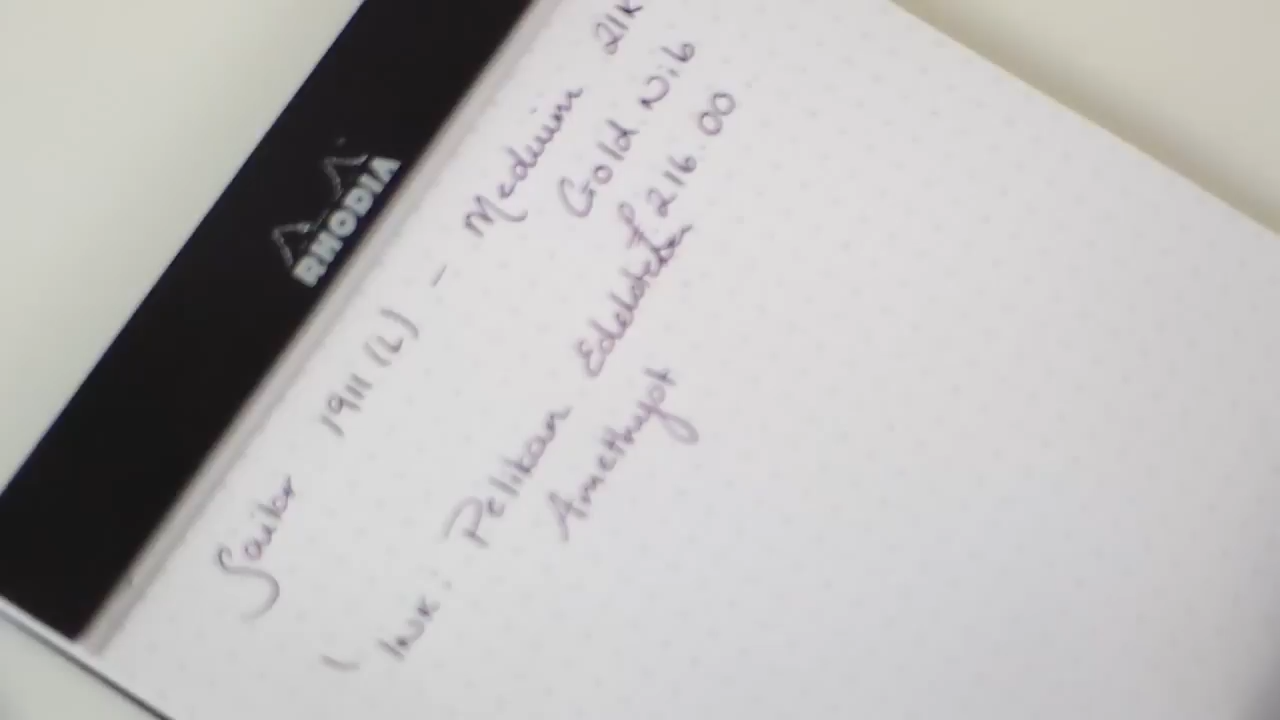 RHODIA
Sailor 1911 (L) - Medium 21K
Gold Nib
£216.00
Ink: Pelikan Edelstein
Amethyst